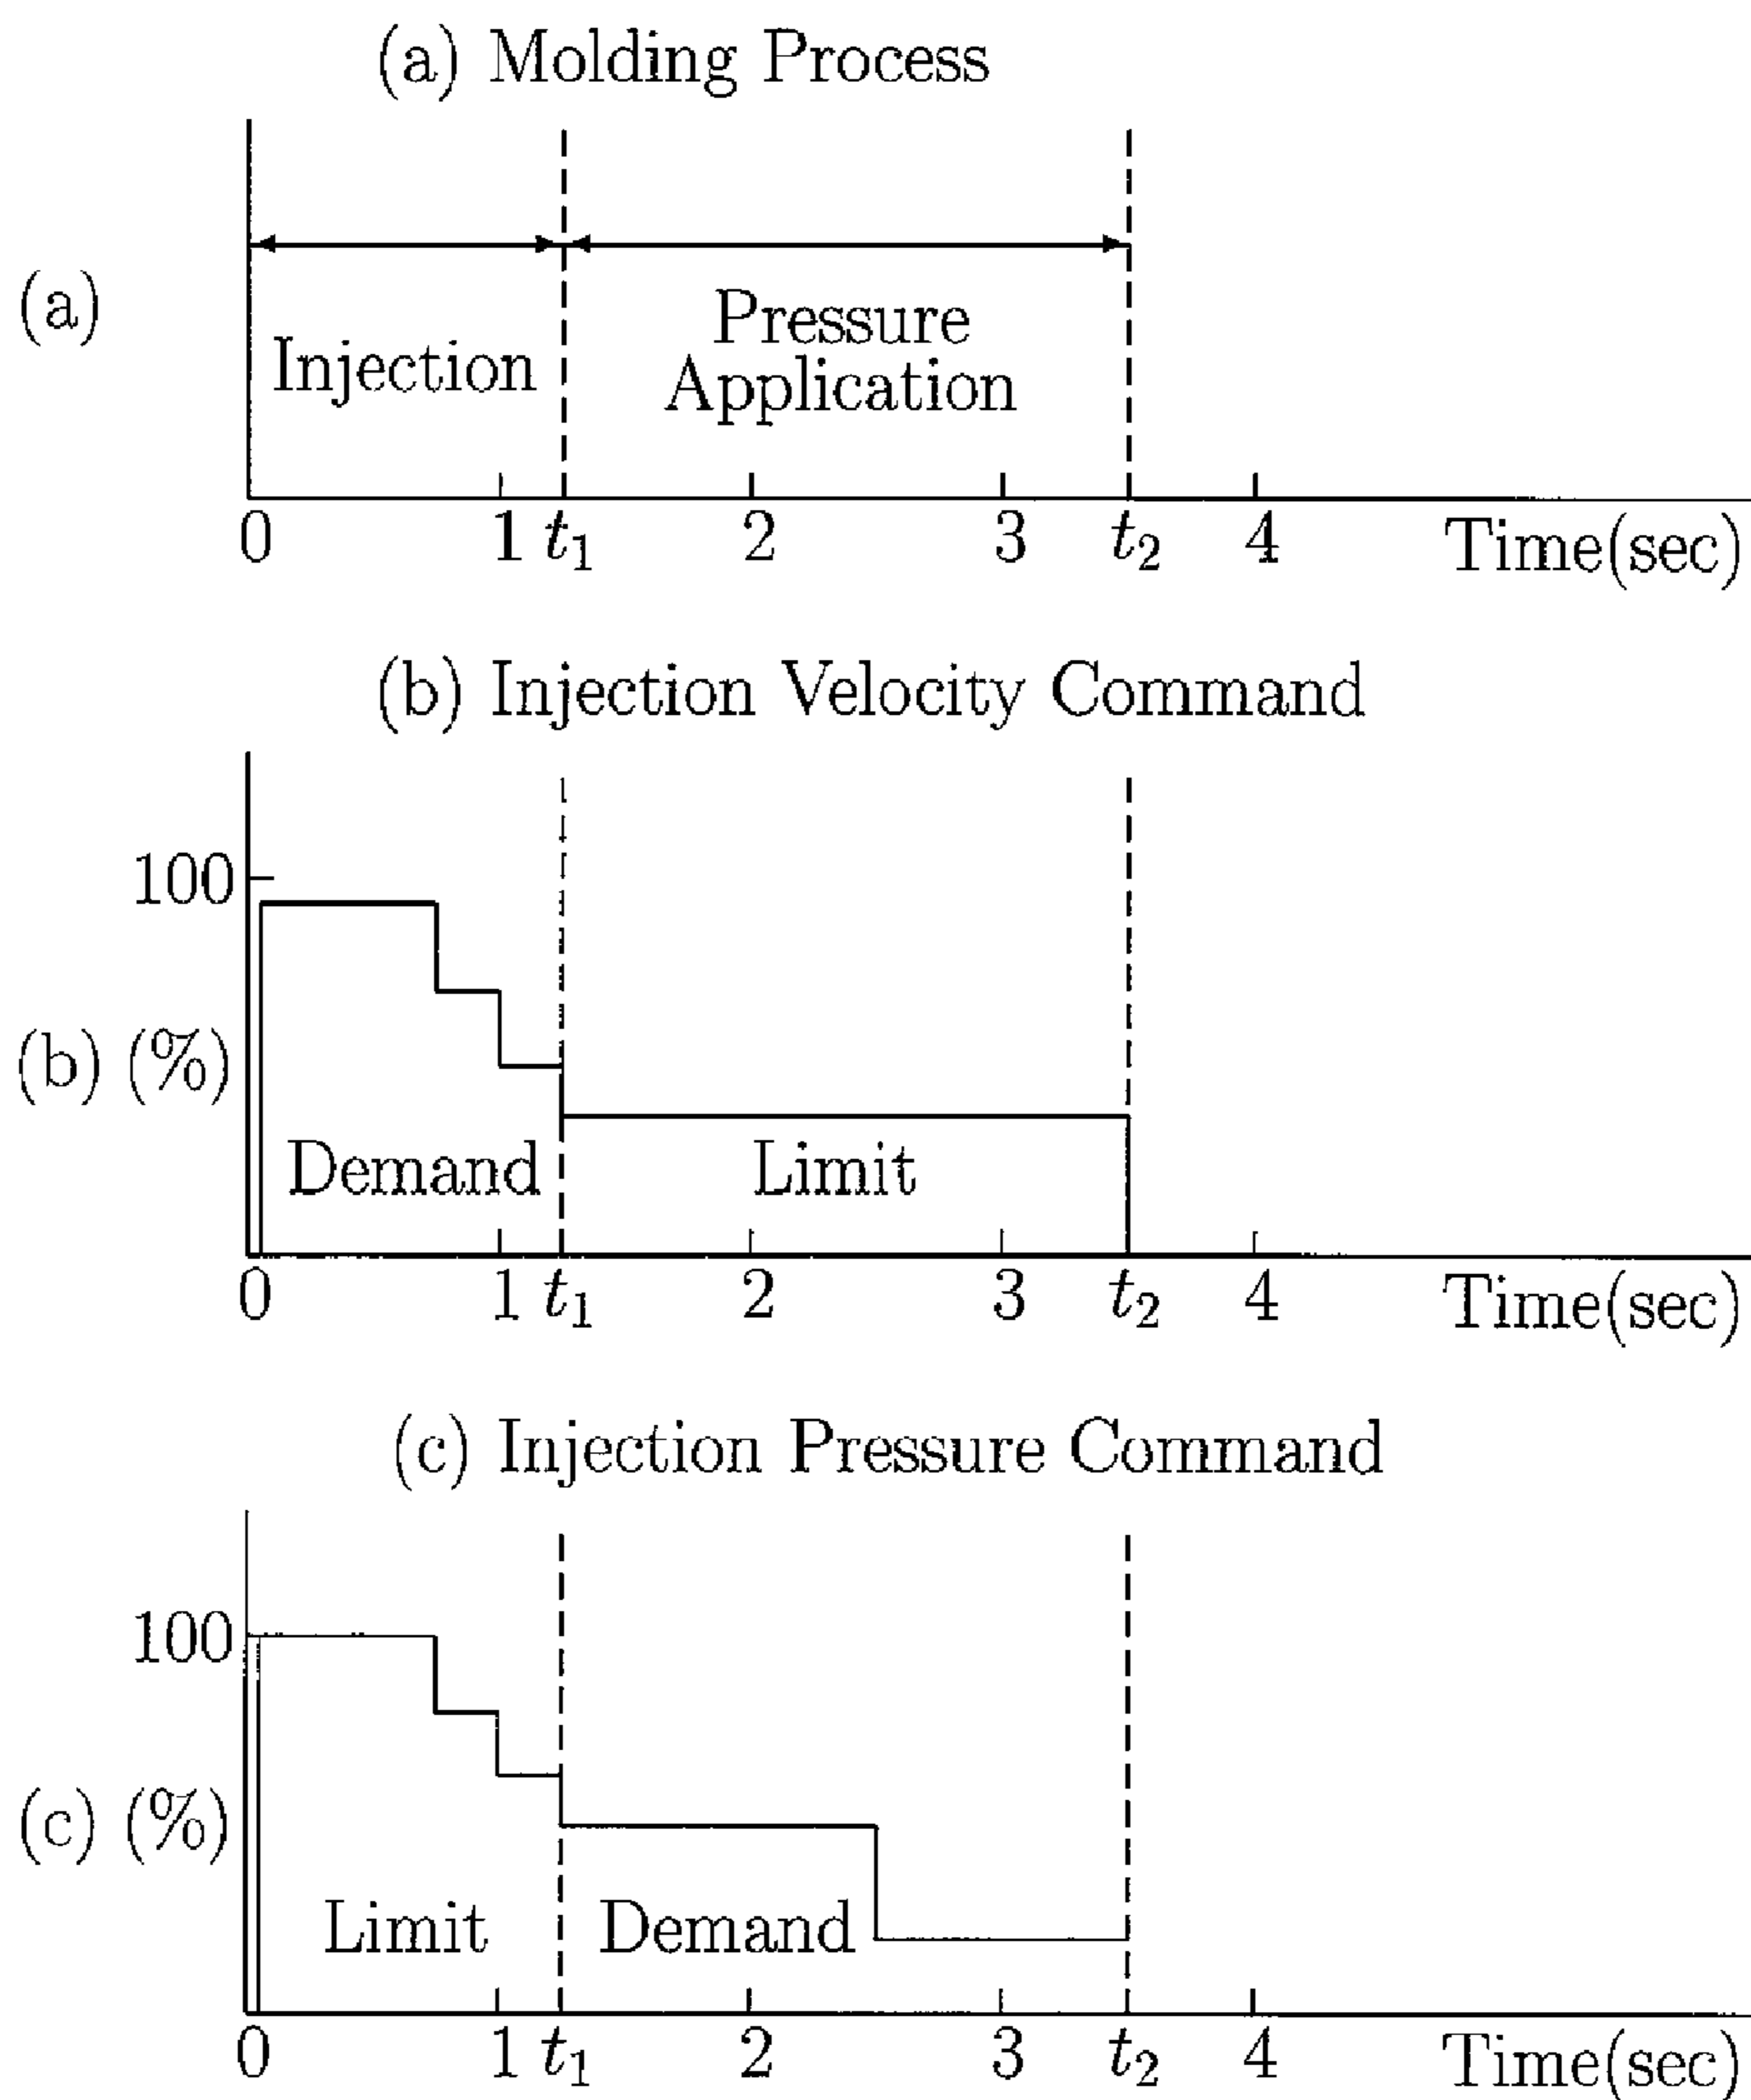 (a) Molding Process
(a)
Injection
Pressure
Application
0 1 t₁ 2 3 t₂ 4 Time(sec)
(b) Injection Velocity Command
100
(b) (%)
Demand Limit
0 1 t₁ 2 3 t₂ 4 Time(sec)
(c) Injection Pressure Command
100
(c) (%)
Limit Demand
0 1 t₁ 2 3 t₂ 4 Time(sec)